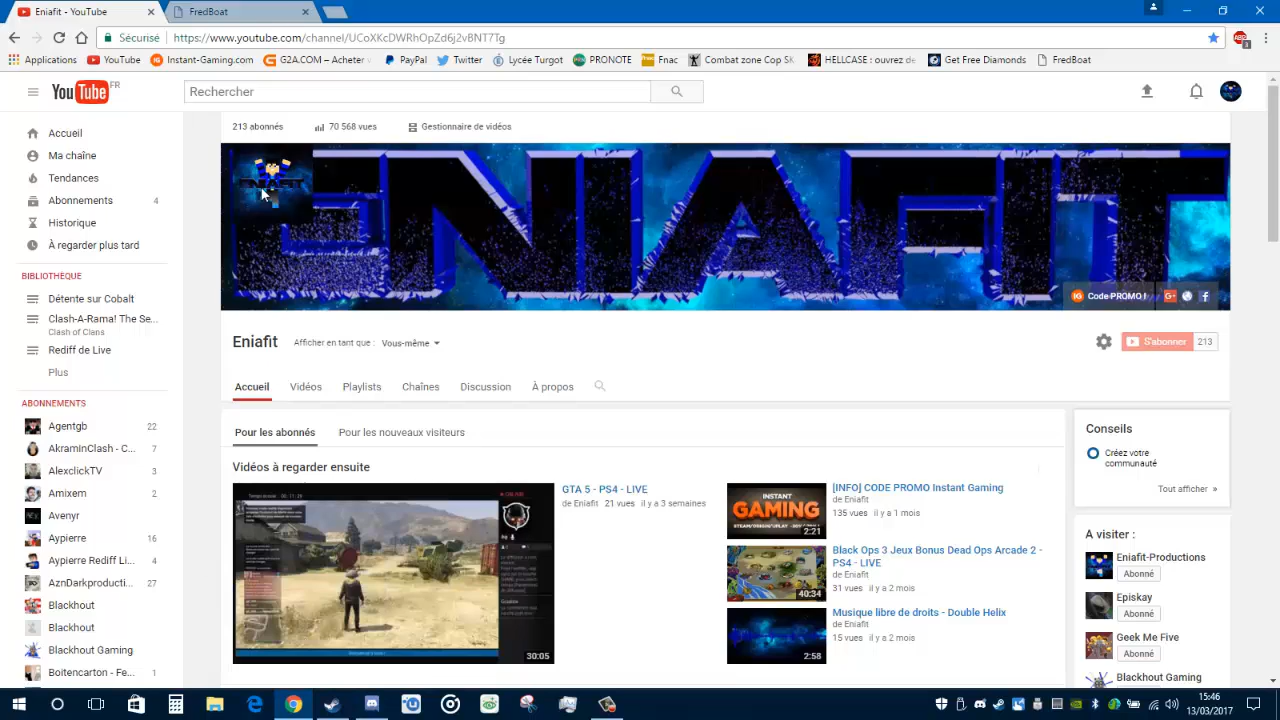 Eniafit - YouTube
FredBoat
Sécurisé
https://www.youtube.com/channel/UCoXKcDWRhOpZd6j2vBNT7Tg
Applications
YouTube
Instant-Gaming.com
G2A.COM – Acheter
PayPal
Twitter
Lycée Turgot
PRONOTE
Fnac
Combat zone Cop SK
HELLCASE : ouvrez de
Get Free Diamonds
FredBoat
YouTube FR
Rechercher
213 abonnés
70 568 vues
Gestionnaire de vidéos
Accueil
Ma chaîne
Tendances
Abonnements 4
Historique
À regarder plus tard
BIBLIOTHÈQUE
Détente sur Cobalt
Clash-A-Rama! The Se...
Clash of Clans
Rediff de Live
Plus
ABONNEMENTS
Agentgb 22
AkramInClash - C... 7
AlexclickTV 3
Amixem 2
Anonyr
Aypierre 16
Aypierre Rediff Li... 4
AznDarkproducti... 27
Blackhout
Blackhout
Blackhout Gaming
Boitencarton - Fe... 1
ENIAFIT
Code PROMO
Eniafit
Afficher en tant que : Vous-même
S'abonner 213
Accueil
Vidéos
Playlists
Chaînes
Discussion
À propos
Pour les abonnés
Pour les nouveaux visiteurs
Vidéos à regarder ensuite
30:05
GTA 5 - PS4 - LIVE
de Eniafit 21 vues il y a 3 semaines
INSTANT
GAMING
2:21
[INFO] CODE PROMO Instant Gaming
de Eniafit
135 vues il y a 1 mois
40:34
Black Ops 3 Jeux Bonus Dead Ops Arcade 2 -
PS4 - LIVE
de Eniafit
31 vues il y a 2 mois
2:58
Musique libre de droits - Double Helix
de Eniafit
15 vues il y a 2 mois
Conseils
Créez votre
communauté
Tout afficher »
À visiter :
Eniafit-Productions
Abonné
Episkay
Abonné
Geek Me Five
Abonné
Blackhout Gaming
5:46
13/03/2017